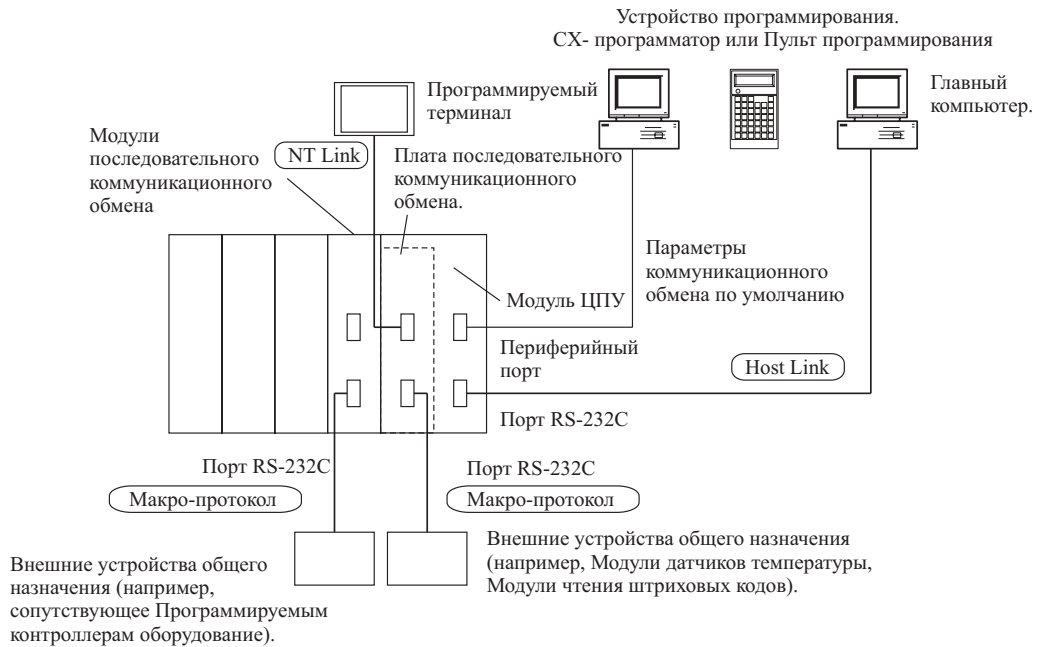 Устройство программирования.
CX- программатор или Пульт программирования
Программируемый
терминал
Главный
компьютер.
Модули
последовательного
коммуникационного
обмена
NT Link
Плата последовательного
коммуникационного
обмена.
Параметры
коммуникационного
обмена по умолчанию
Модуль ЦПУ
Периферийный
порт
Host Link
Порт RS-232C
Порт RS-232C
Порт RS-232C
Макро-протокол
Макро-протокол
Внешние устройства общего
назначения (например,
сопутствующее Программируемым
контроллерам оборудование).
Внешние устройства общего назначения
(например, Модули датчиков температуры,
Модули чтения штриховых кодов).